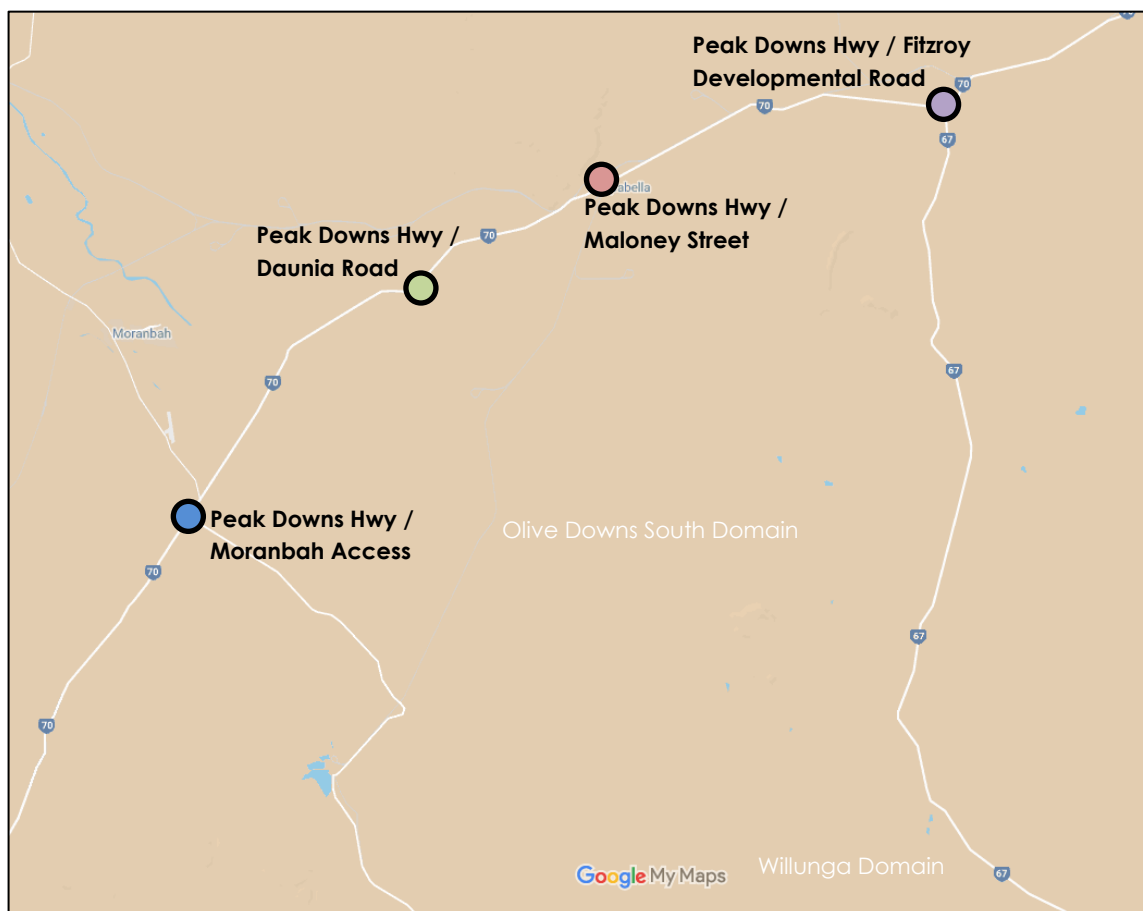 70
Peak Downs Hwy / Fitzroy
Developmental Road
70
70
67
abella
Peak Downs Hwy /
Maloney Street
Peak Downs Hwy /
Daunia Road
70
Moranbah
70
67
Peak Downs Hwy /
Moranbah Access
Olive Downs South Domain
70
67
70
Willunga Domain
Google My Maps
67